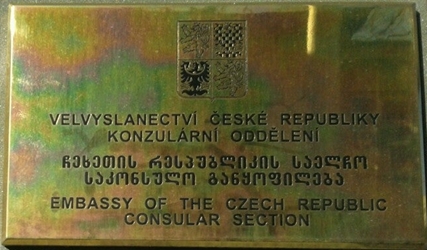 VELVYSLANECTVÍ ČESKÉ REPUBLIKY
KONZULÁRNÍ ODDĚLENÍ
ჩეხეთის რესპუბლიკის საელჩო
საკონსულო განყოფილება
EMBASSY OF THE CZECH REPUBLIC
CONSULAR SECTION